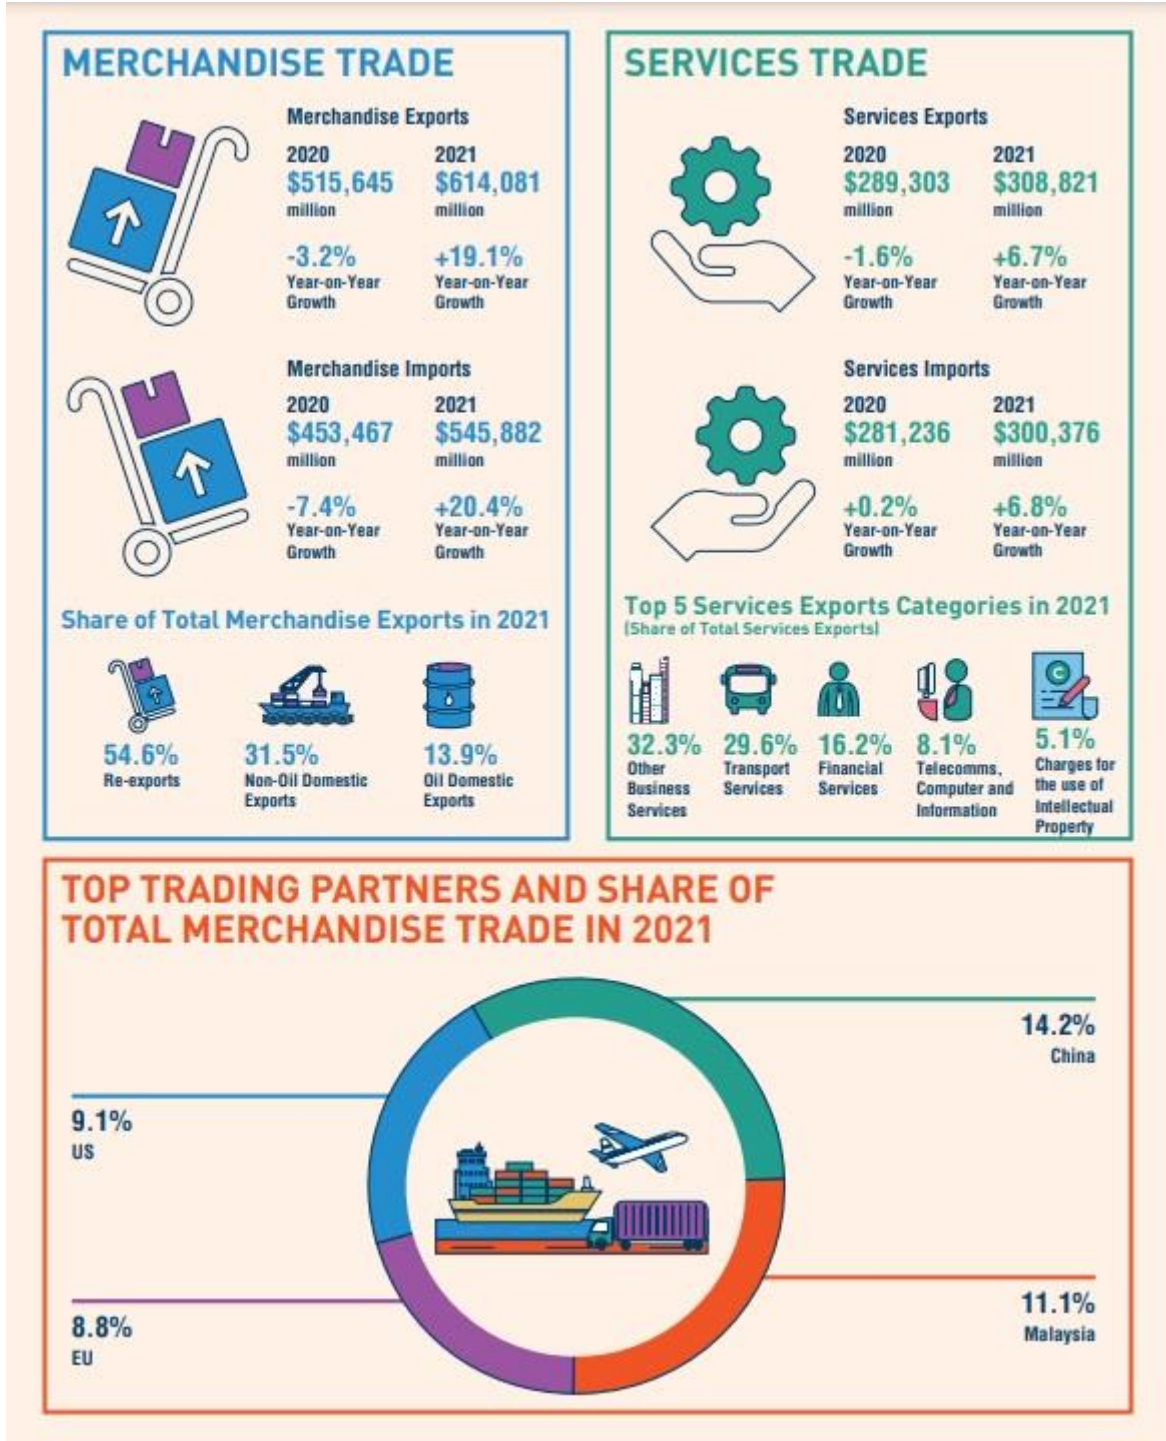 MERCHANDISE TRADE
Merchandise Exports
2020 2021
$515,645 $614,081
million million
-3.2% +19.1%
Year-on-Year Year-on-Year
Growth Growth
Merchandise Imports
2020 2021
$453,467 $545,882
million million
-7.4% +20.4%
Year-on-Year Year-on-Year
Growth Growth
Share of Total Merchandise Exports in 2021
54.6% 31.5% 13.9%
Re-exports Non-Oil Domestic Oil Domestic
Exports Exports
SERVICES TRADE
Services Exports
2020 2021
$289,303 $308,821
million million
-1.6% +6.7%
Year-on-Year Year-on-Year
Growth Growth
Services Imports
2020 2021
$281,236 $300,376
million million
+0.2% +6.8%
Year-on-Year Year-on-Year
Growth Growth
Top 5 Services Exports Categories in 2021
(Share of Total Services Exports)
C
32.3% 29.6% 16.2% 8.1% 5.1%
Other Transport Financial Telecomms, Charges for
Business Services Services Computer and the use of
Services Information Intellectual
Property
TOP TRADING PARTNERS AND SHARE OF
TOTAL MERCHANDISE TRADE IN 2021
14.2%
China
9.1%
US
11.1%
Malaysia
8.8%
EU